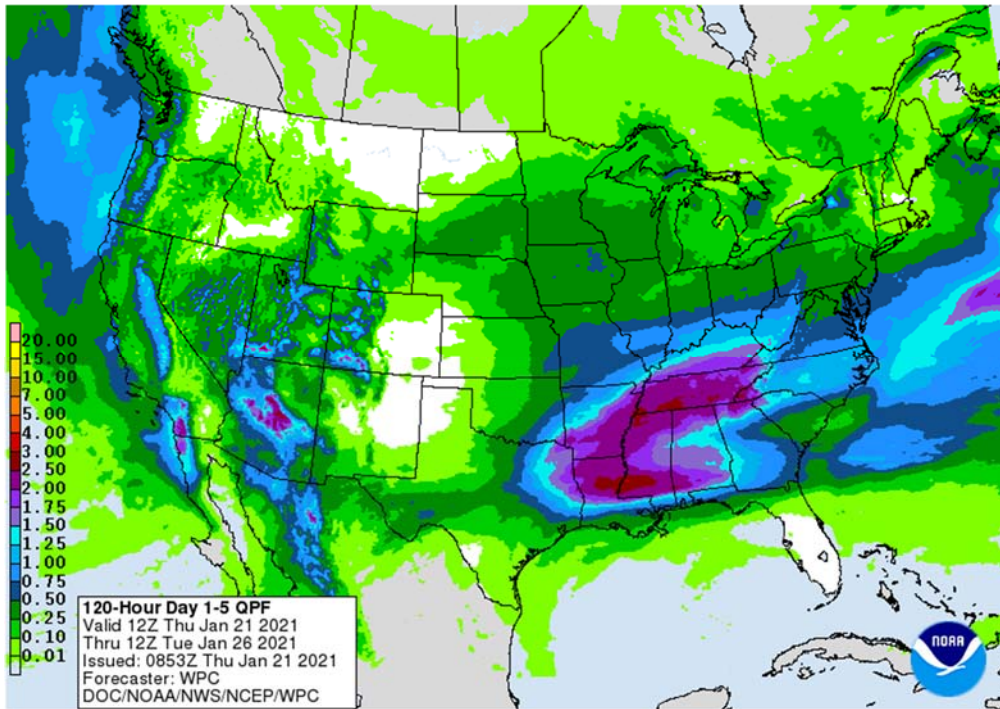 20.00
15.00
10.00
7.00
5.00
4.00
3.00
2.50
2.00
1.75
1.50
1.25
1.00
0.75
0.50
0.25
0.10
0.01
120-Hour Day 1-5 QPF
Valid 12Z Thu Jan 21 2021
Thru 12Z Tue Jan 26 2021
Issued: 0853Z Thu Jan 21 2021
Forecaster: WPC
DOC/NOAA/NWS/NCEP/WPC
NOAA